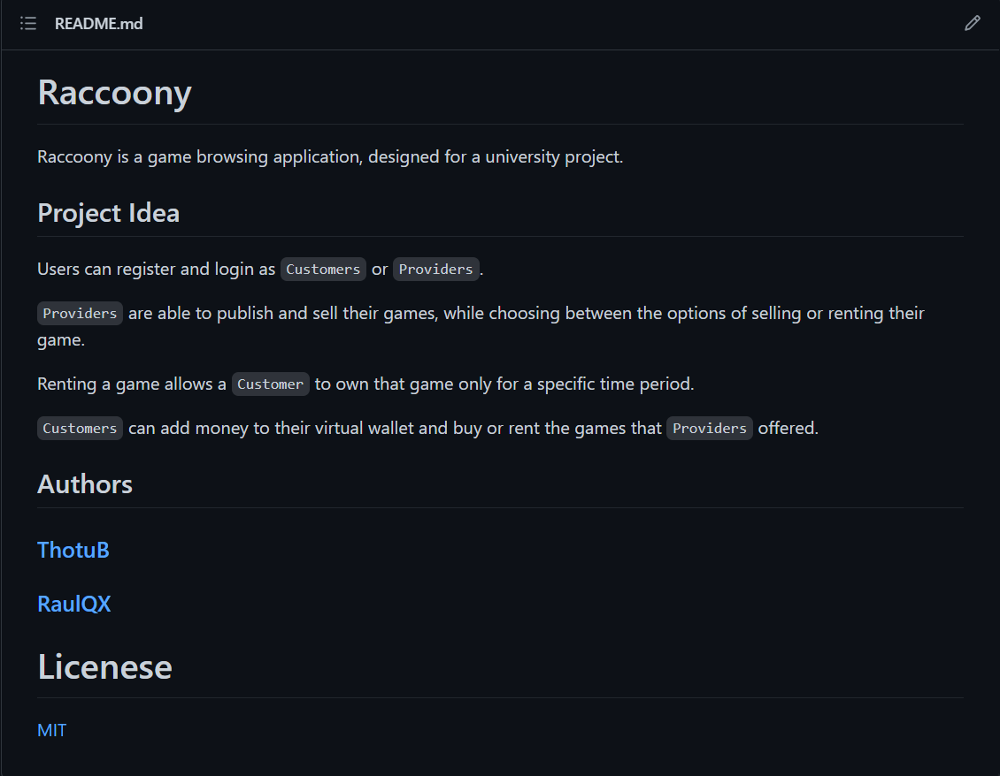 README.md
Raccoony
Raccoony is a game browsing application, designed for a university project.
Project Idea
Users can register and login as Customers or Providers.
Providers are able to publish and sell their games, while choosing between the options of selling or renting their
game.
Renting a game allows a Customer to own that game only for a specific time period.
Customers can add money to their virtual wallet and buy or rent the games that Providers offered.
Authors
ThotuB
RaulQX
Licenese
MIT